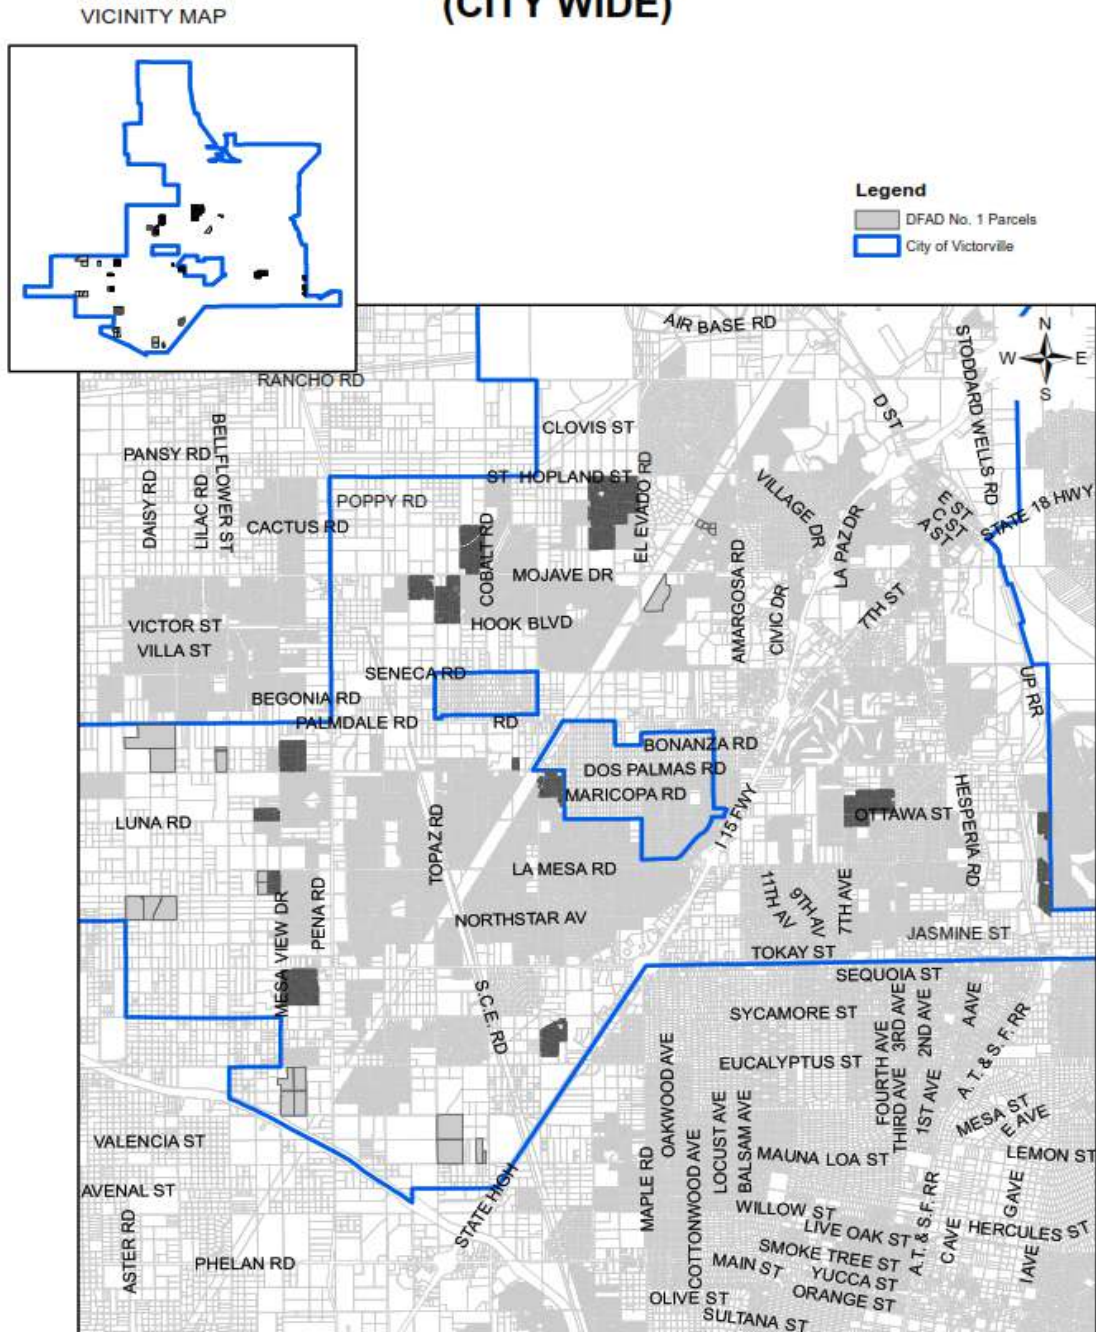 (CITY WIDE)
VICINITY MAP
Legend
DFAD No. 1 Parcels
City of Victorville
N
W
E
S
AIR BASE RD
STODDARD WELLS RD
RANCHO RD
D ST
CLOVIS ST
BELLFLOWER ST
PANSY RD
DAISY RD
LILAC RD
ST
HOPLAND ST
EL EVADO RD
VILLAGE DR
POPPY RD
CACTUS RD
COBALT RD
E ST
C ST
A ST
STATE 18 HWY
LA PAZ DR
MOJAVE DR
AMARGOSA RD
CIVIC DR
7TH ST
VICTOR ST
HOOK BLVD
VILLA ST
SENECA RD
UP RR
BEGONIA RD
PALMDALE RD
RD
BONANZA RD
DOS PALMAS RD
MARICOPA RD
I 15 FWY
OTTAWA ST
HESPERIA RD
LUNA RD
TOPAZ RD
LA MESA RD
MESA VIEW DR
PENA RD
11TH AV
9TH AV
7TH AVE
NORTHSTAR AV
JASMINE ST
TOKAY ST
SEQUOIA ST
S.C.E. RD
SYCAMORE ST
3RD AVE
2ND AVE
A AVE
A. T. & S. F. RR
OAKWOOD AVE
EUCALYPTUS ST
FOURTH AVE
THIRD AVE
1ST AVE
MESA ST
E AVE
LOCUST AVE
BALSAM AVE
VALENCIA ST
MAPLE RD
COTTONWOOD AVE
MAUNA LOA ST
LEMON ST
AVENAL ST
STATE HIGH
A.T. & S.F. RR
G AVE
WILLOW ST
LIVE OAK ST
C AVE
HERCULES ST
ASTER RD
PHELAN RD
SMOKE TREE ST
MAIN ST
YUCCA ST
I AVE
OLIVE ST
ORANGE ST
SULTANA ST